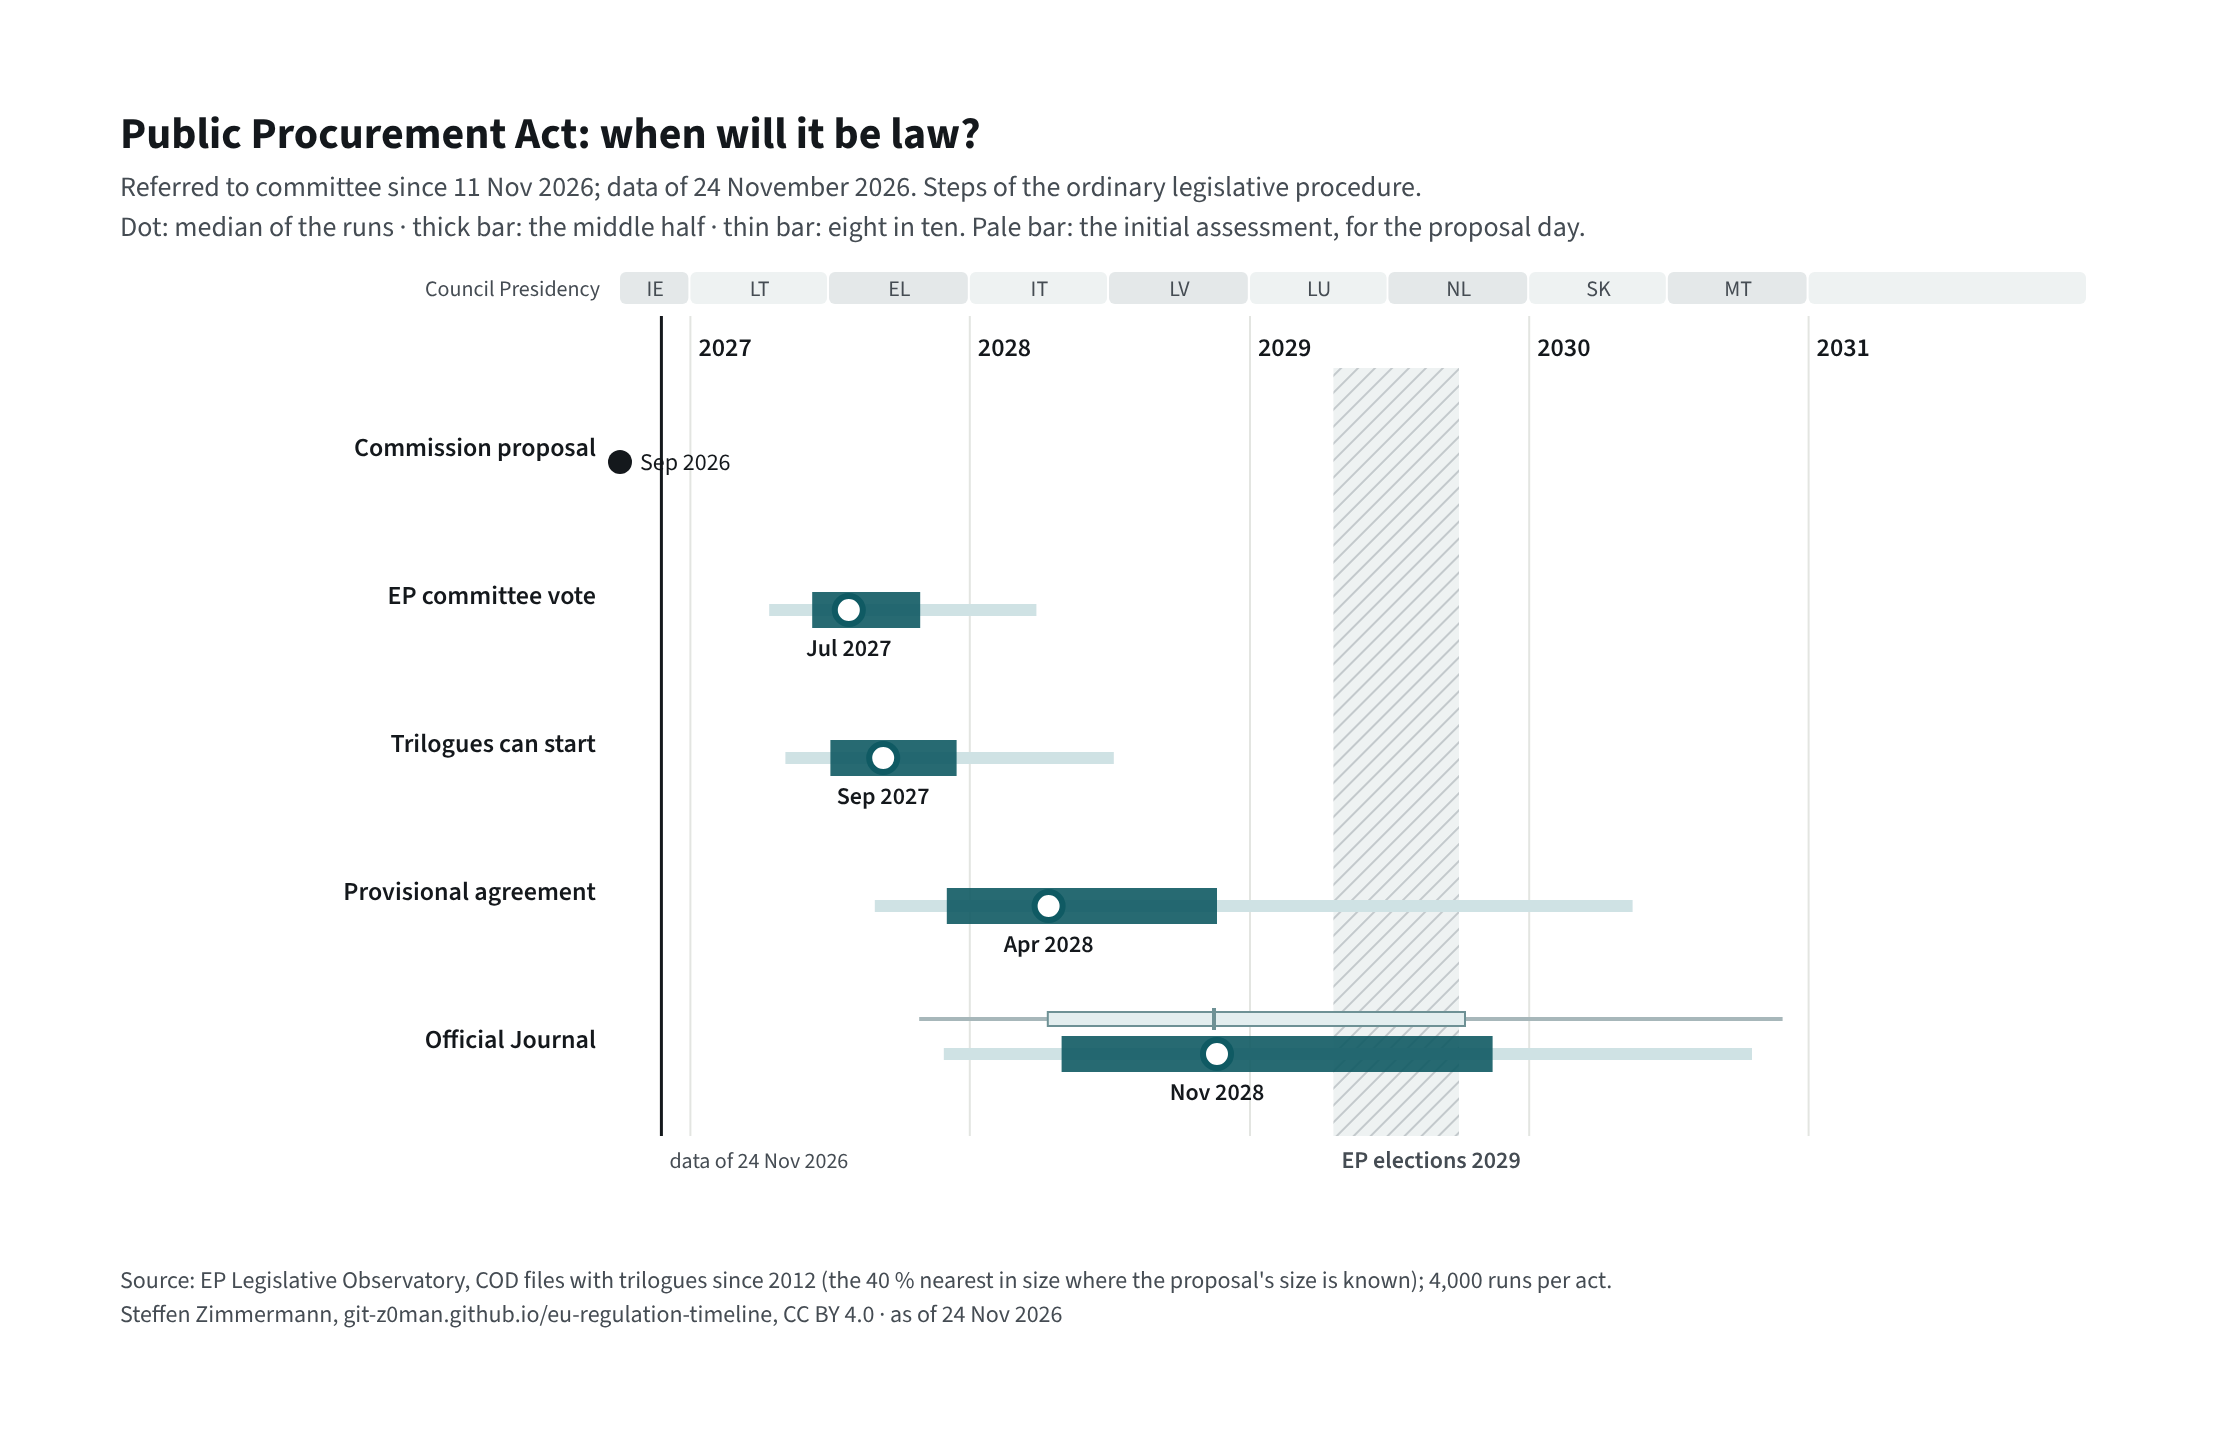 Public Procurement Act: when will it be law?
Referred to committee since 11 Nov 2026; data of 24 November 2026. Steps of the ordinary legislative procedure.
Dot: median of the runs · thick bar: the middle half · thin bar: eight in ten. Pale bar: the initial assessment, for the proposal day.
Council Presidency IE LT EL IT LV LU NL SK MT
2027 2028 2029 2030 2031
Commission proposal
Sep 2026
EP committee vote
Jul 2027
Trilogues can start
Sep 2027
Provisional agreement
Apr 2028
Official Journal
Nov 2028
data of 24 Nov 2026 EP elections 2029
Source: EP Legislative Observatory, COD files with trilogues since 2012 (the 40 % nearest in size where the proposal's size is known); 4,000 runs per act.
Steffen Zimmermann, git-z0man.github.io/eu-regulation-timeline, CC BY 4.0 · as of 24 Nov 2026